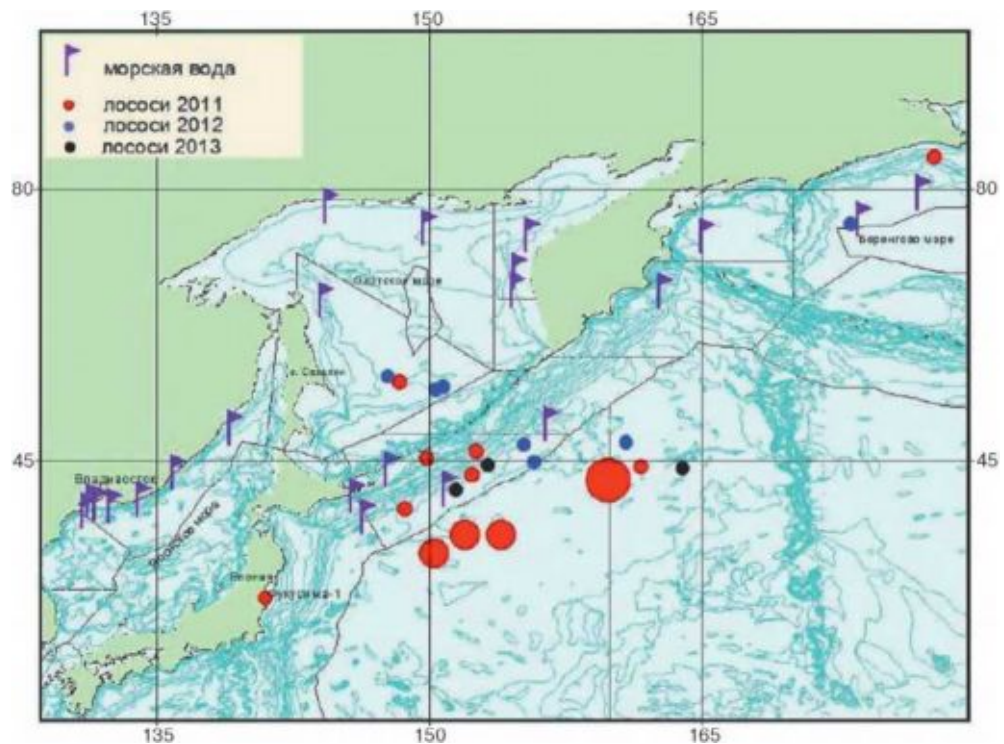 135 150 165
морская вода
лососи 2011
лососи 2012
лососи 2013
80 80
Берингово море
Охотское море
о. Сахалин
45 45
Владивосток
Японское море
Япония
Фукусима-1
135 150 165